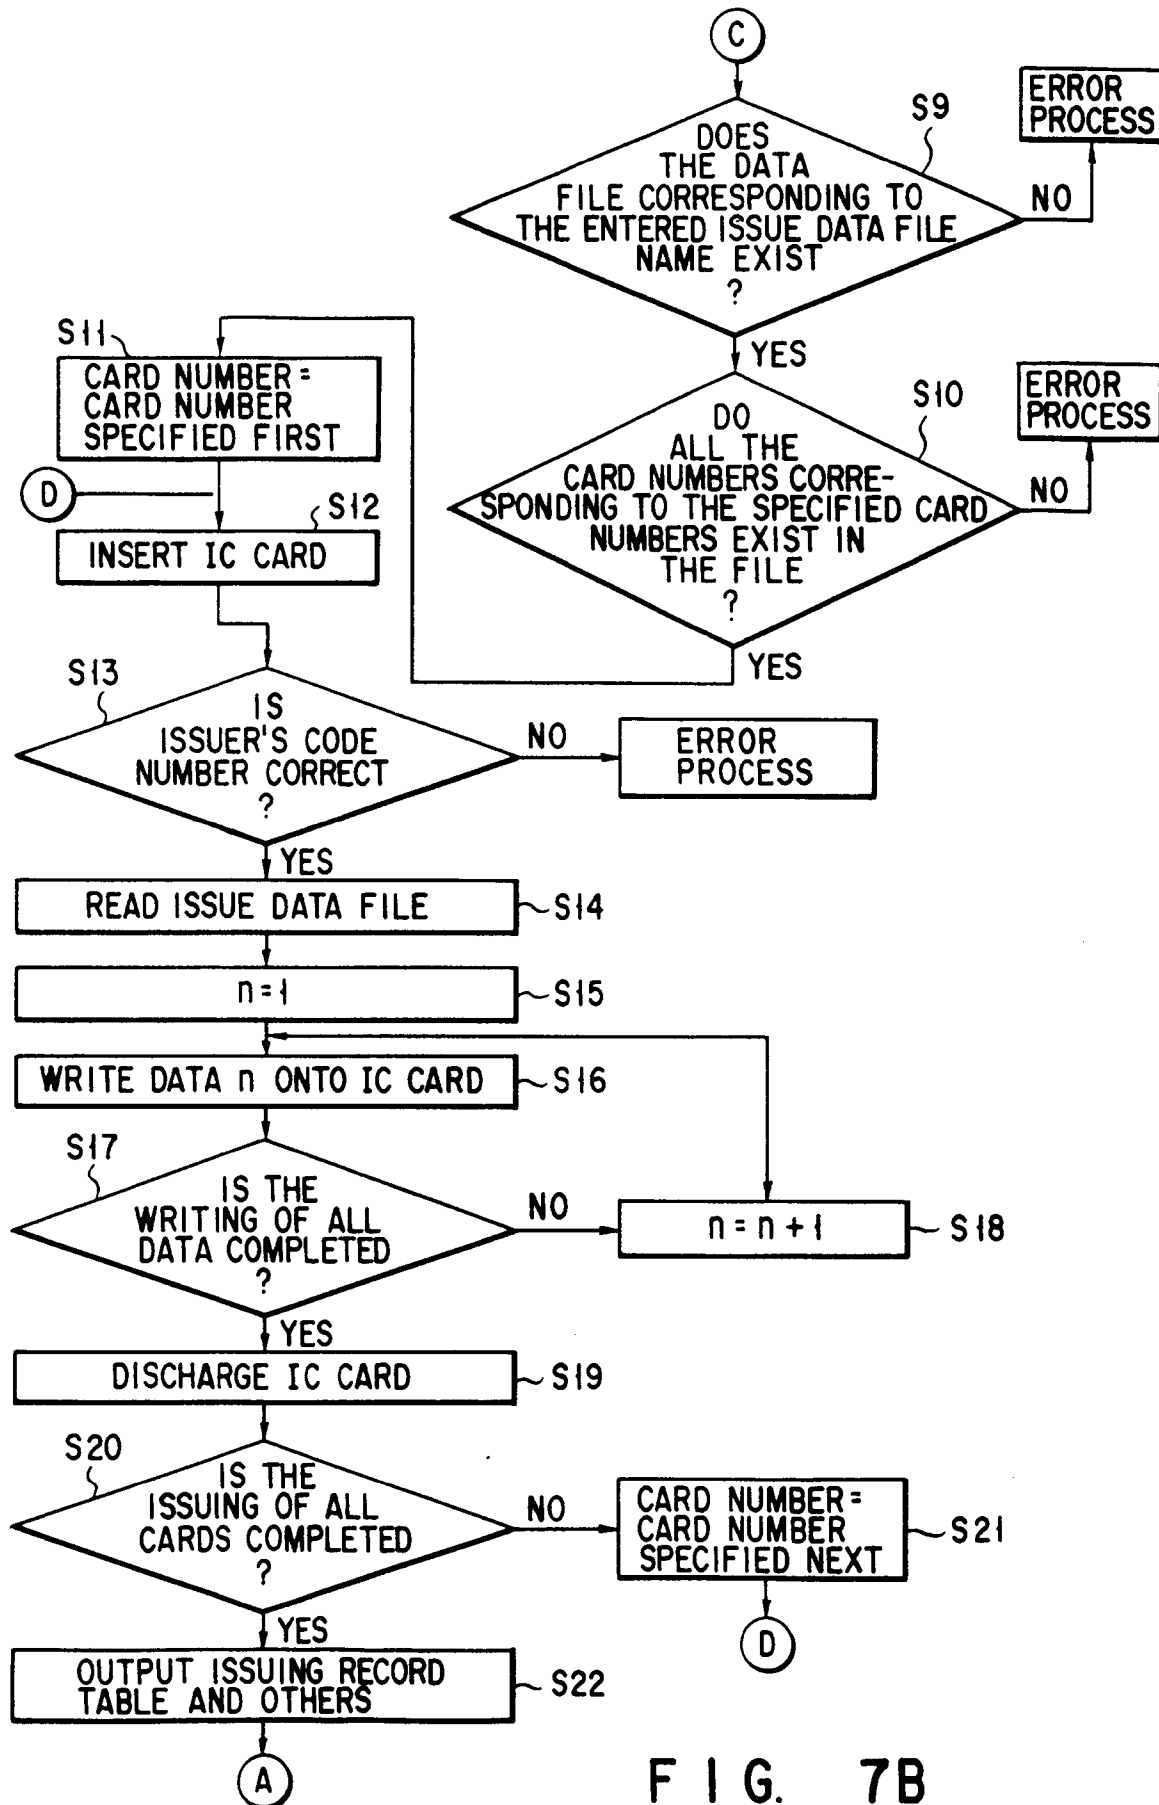 C
S9
DOES
THE DATA
FILE CORRESPONDING TO
THE ENTERED ISSUE DATA FILE
NAME EXIST
?
NO
ERROR
PROCESS
YES
S10
DO
ALL THE
CARD NUMBERS CORRE-
SPONDING TO THE SPECIFIED CARD
NUMBERS EXIST IN
THE FILE
?
NO
ERROR
PROCESS
YES
S11
CARD NUMBER=
CARD NUMBER
SPECIFIED FIRST
D
S12
INSERT IC CARD
S13
IS
ISSUER'S CODE
NUMBER CORRECT
?
NO
ERROR
PROCESS
YES
READ ISSUE DATA FILE
S14
n=1
S15
WRITE DATA n ONTO IC CARD
S16
S17
IS THE
WRITING OF ALL
DATA COMPLETED
?
NO
n=n+1
S18
YES
DISCHARGE IC CARD
S19
S20
IS THE
ISSUING OF ALL
CARDS COMPLETED
?
NO
CARD NUMBER=
CARD NUMBER
SPECIFIED NEXT
S21
D
YES
OUTPUT ISSUING RECORD
TABLE AND OTHERS
S22
A
FIG. 7B